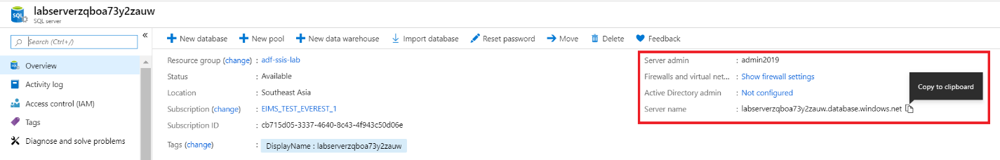 labserverzqboa73y2zauw
SQL server
Search (Ctrl+/)
«
Overview
Activity log
Access control (IAM)
Tags
Diagnose and solve problems
New database New pool New data warehouse Import database Reset password Move Delete Feedback
Resource group (change) : adf-ssis-lab
Status : Available
Location : Southeast Asia
Subscription (change) : EIMS_TEST_EVEREST_1
Subscription ID : cb715d05-3337-4640-8c43-4f943c50d06e
Tags (change) : DisplayName : labserverzqboa73y2zauw
Server admin : admin2019
Firewalls and virtual net... : Show firewall settings
Active Directory admin : Not configured
Server name : labserverzqboa73y2zauw.database.windows.net
Copy to clipboard
SQL